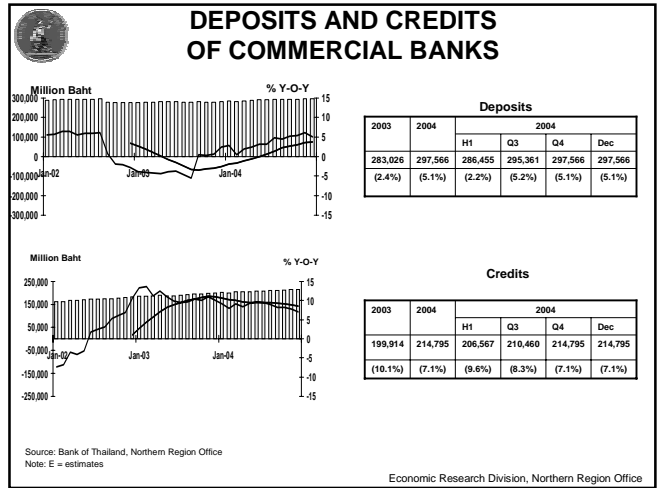 DEPOSITS AND CREDITS
OF COMMERCIAL BANKS
Million Baht
% Y-O-Y
300,000
200,000
100,000
0
-100,000
-200,000
-300,000
15
10
5
0
-5
-10
-15
Jan-02
Jan-03
Jan-04
Deposits
2003 2004 2004
H1 Q3 Q4 Dec
283,026 297,566 286,455 295,361 297,566 297,566
(2.4%) (5.1%) (2.2%) (5.2%) (5.1%) (5.1%)
Million Baht
% Y-O-Y
250,000
150,000
50,000
-50,000
-150,000
-250,000
15
10
5
0
-5
-10
-15
Jan-02
Jan-03
Jan-04
Credits
2003 2004 2004
H1 Q3 Q4 Dec
199,914 214,795 206,567 210,460 214,795 214,795
(10.1%) (7.1%) (9.6%) (8.3%) (7.1%) (7.1%)
Source: Bank of Thailand, Northern Region Office
Note: E = estimates
Economic Research Division, Northern Region Office